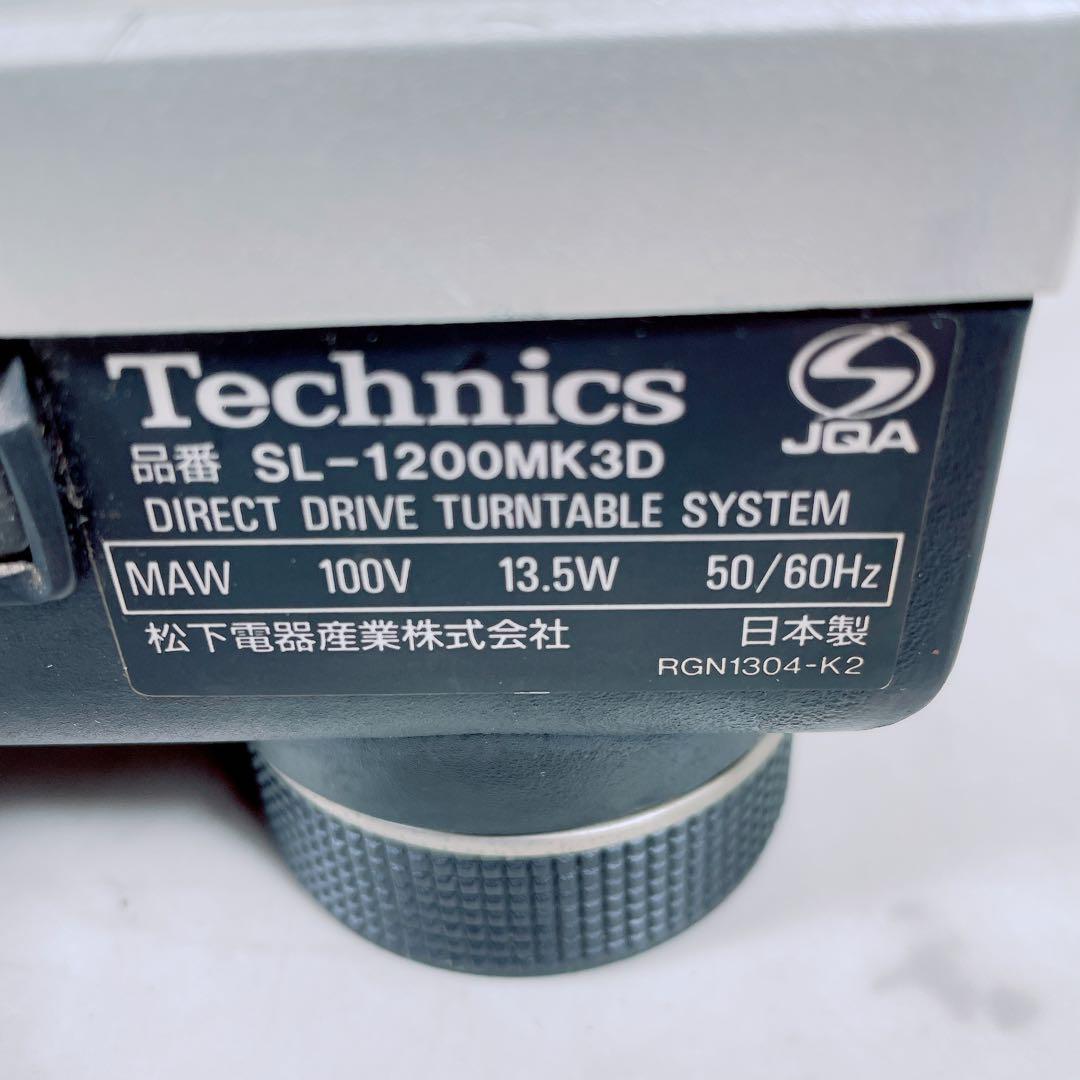 Technics
JQA
品番 SL-1200MK3D
DIRECT DRIVE TURNTABLE SYSTEM
MAW 100V 13.5W 50/60Hz
松下電器産業株式会社 日本製
RGN1304-K2